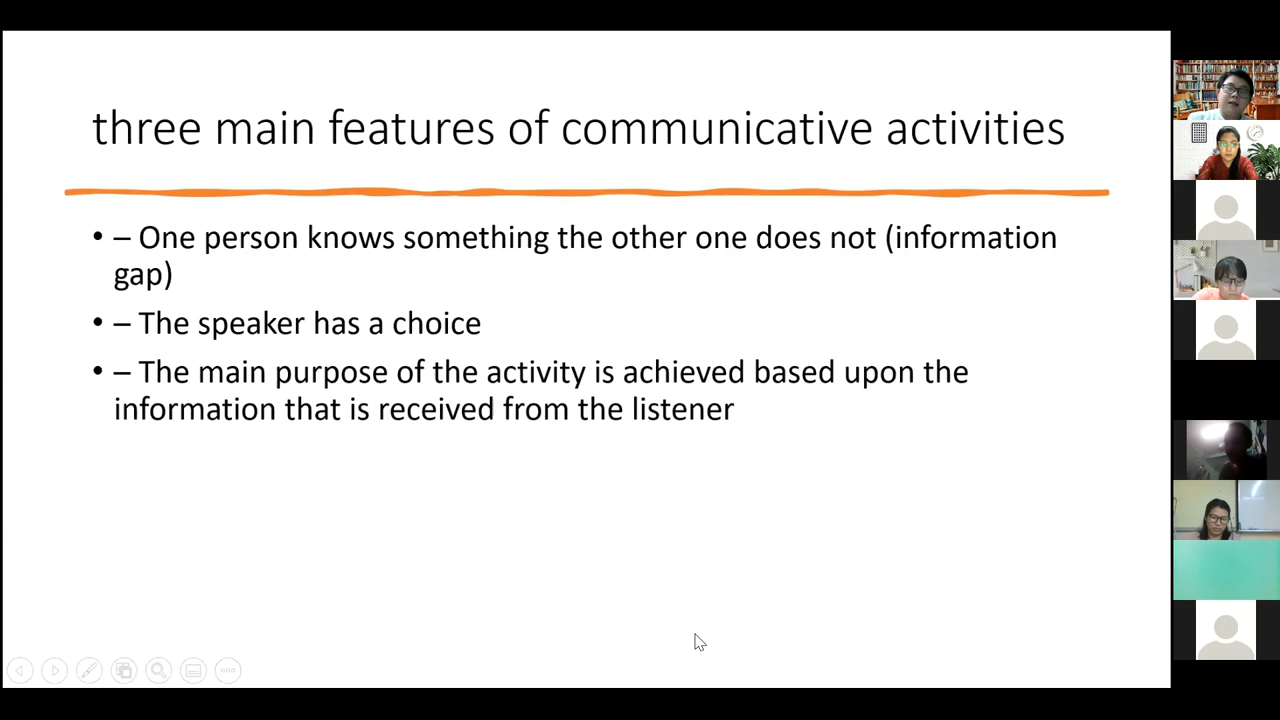 three main features of communicative activities
• – One person knows something the other one does not (information
gap)
• – The speaker has a choice
• – The main purpose of the activity is achieved based upon the
information that is received from the listener